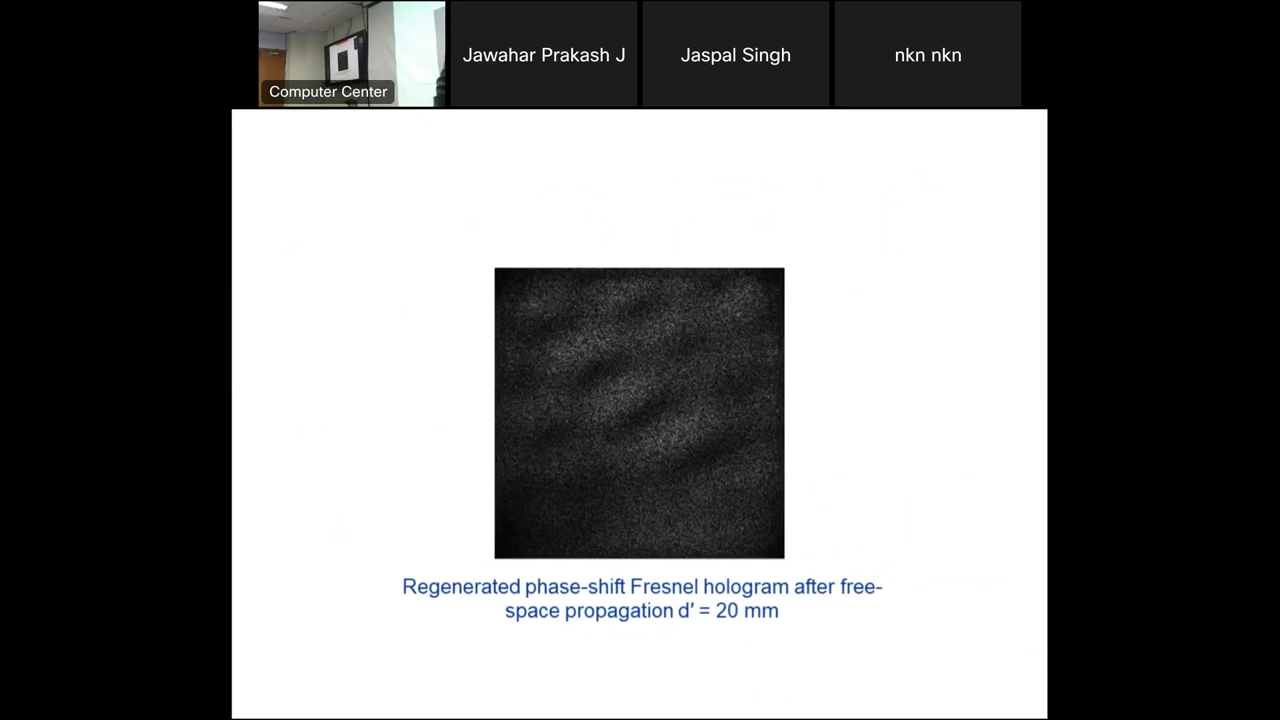 Computer Center
Jawahar Prakash J
Jaspal Singh
nkn nkn
Regenerated phase-shift Fresnel hologram after free-
space propagation d′ = 20 mm